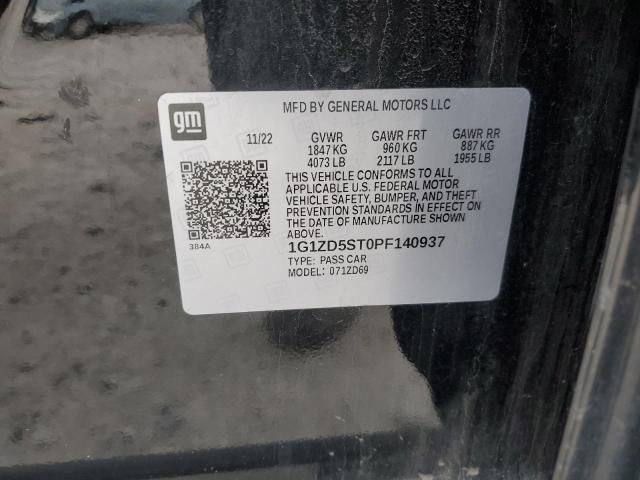 gm
MFD BY GENERAL MOTORS LLC
11/22 GVWR GAWR FRT GAWR RR
1847 KG 960 KG 887 KG
4073 LB 2117 LB 1955 LB
THIS VEHICLE CONFORMS TO ALL
APPLICABLE U.S. FEDERAL MOTOR
VEHICLE SAFETY, BUMPER, AND THEFT
PREVENTION STANDARDS IN EFFECT ON
THE DATE OF MANUFACTURE SHOWN
ABOVE.
384A
1G1ZD5ST0PF140937
TYPE: PASS CAR
MODEL: 071ZD69